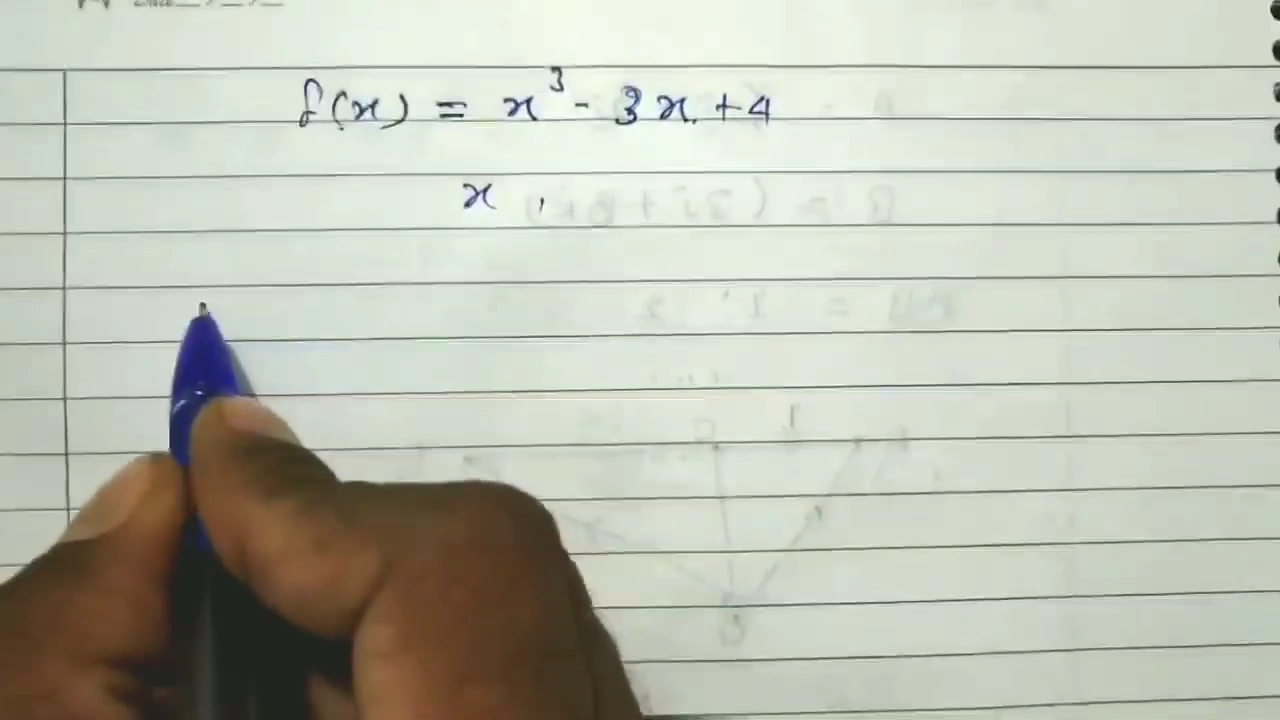 f(x) = x³ - 3x + 4
x ,